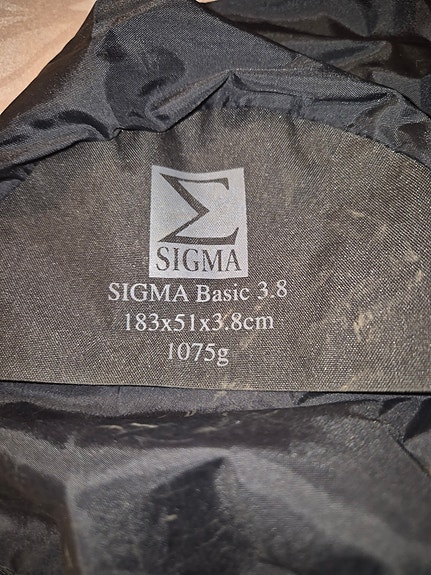 Σ
SIGMA
SIGMA Basic 3.8
183x51x3.8cm
1075g